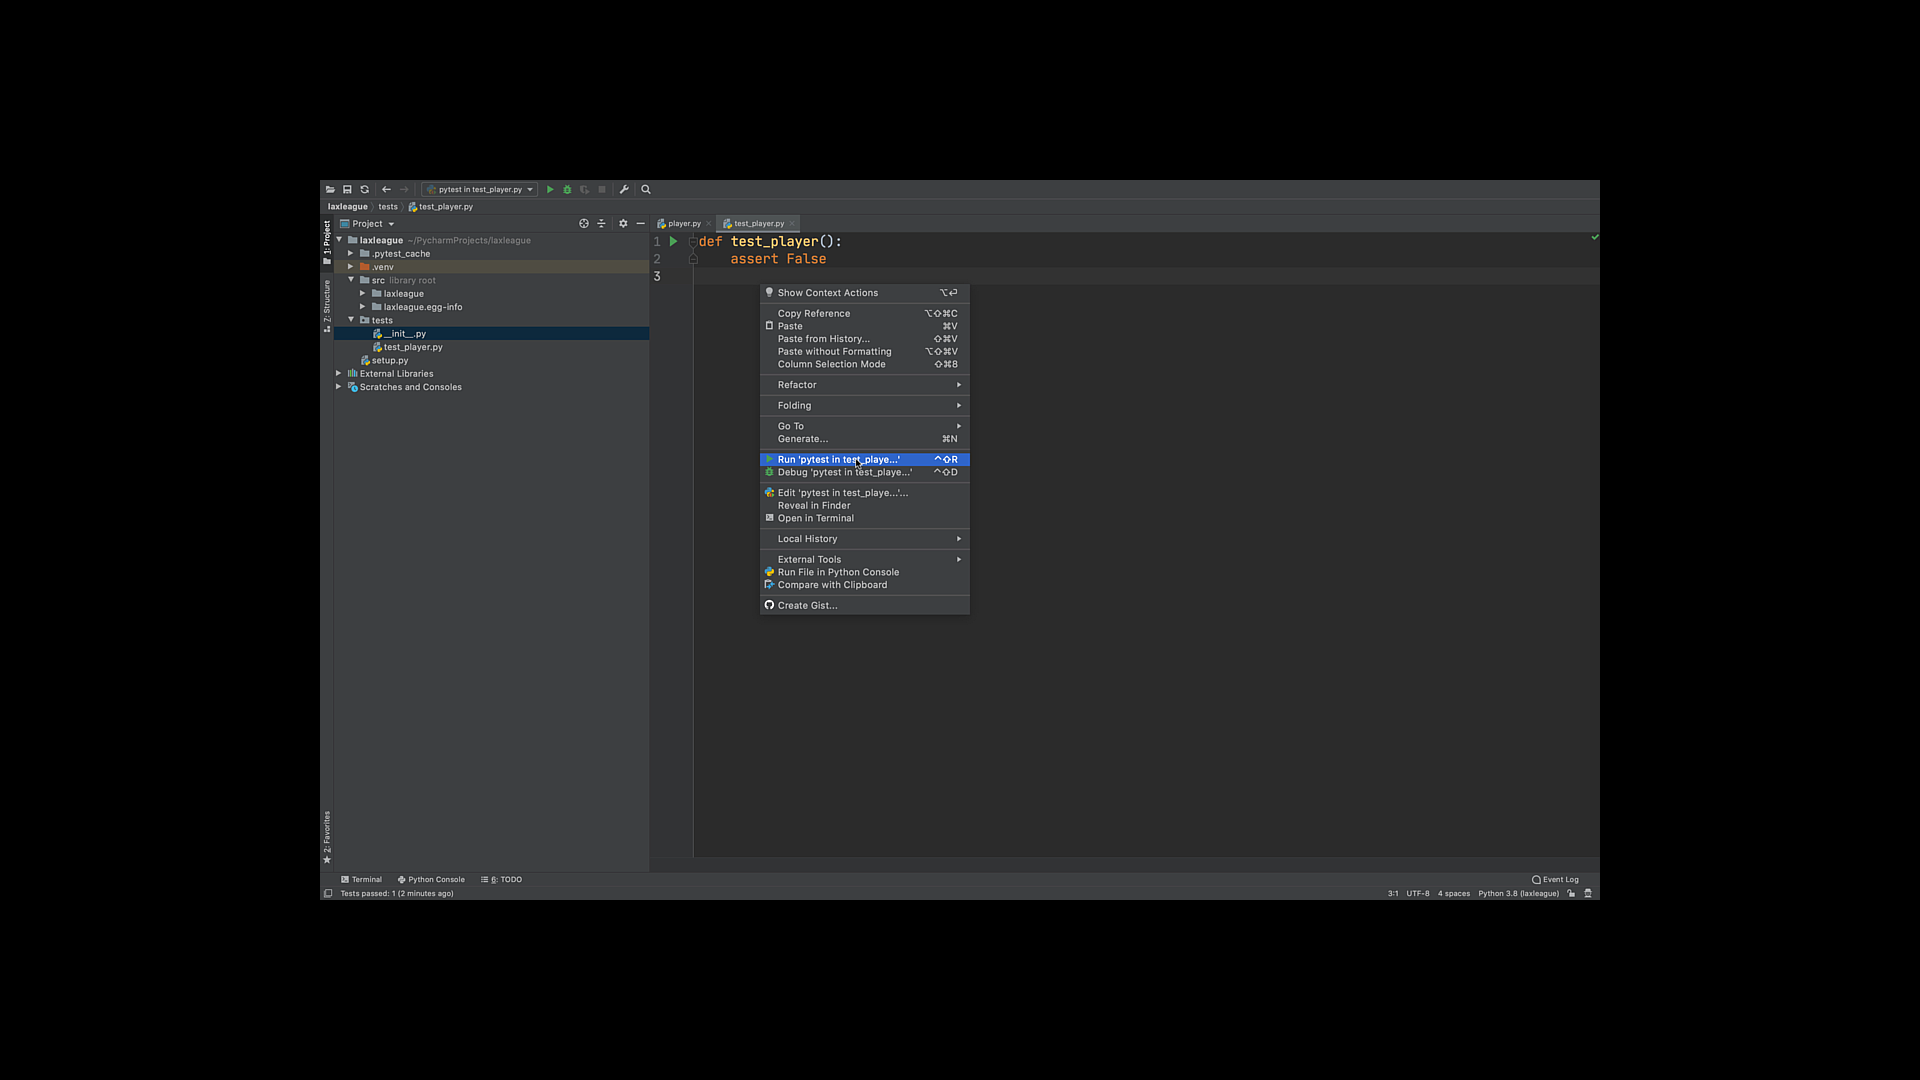 pytest in test_player.py
laxleague tests test_player.py
1: Project
Project
player.py
test_player.py
laxleague ~/PycharmProjects/laxleague
.pytest_cache
.venv
src library root
laxleague
laxleague.egg-info
tests
__init__.py
test_player.py
setup.py
External Libraries
Scratches and Consoles
Z: Structure
2: Favorites
1 def test_player():
2 assert False
3
Show Context Actions ⌥⏎
Copy Reference ⌥⇧⌘C
Paste ⌘V
Paste from History... ⇧⌘V
Paste without Formatting ⌥⇧⌘V
Column Selection Mode ⇧⌘8
Refactor
Folding
Go To
Generate... ⌘N
Run 'pytest in test_playe...' ^⇧R
Debug 'pytest in test_playe...' ^⇧D
Edit 'pytest in test_playe...'...
Reveal in Finder
Open in Terminal
Local History
External Tools
Run File in Python Console
Compare with Clipboard
Create Gist...
Terminal Python Console 6: TODO Event Log
Tests passed: 1 (2 minutes ago) 3:1 UTF-8 4 spaces Python 3.8 (laxleague)